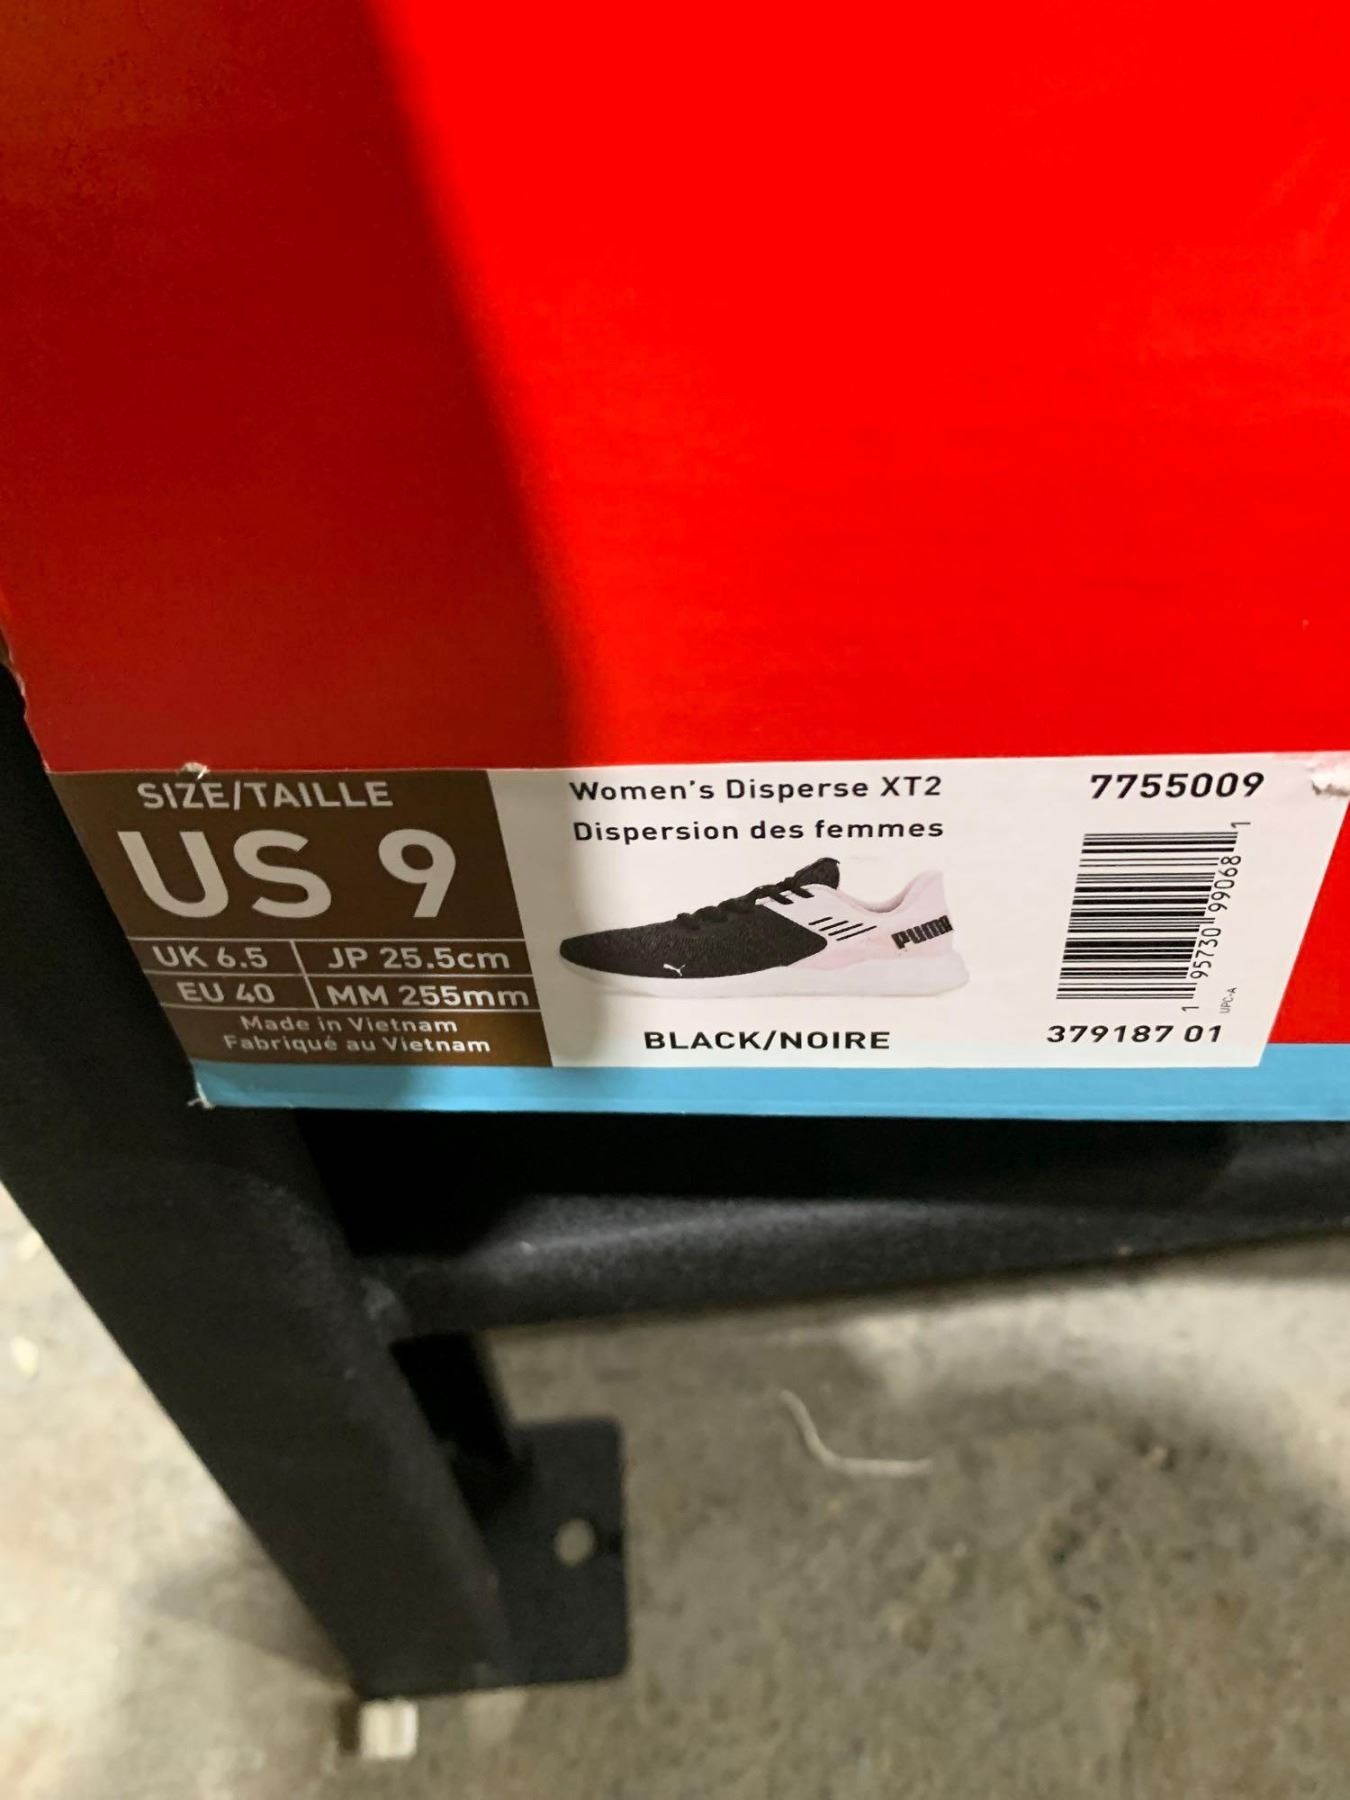 SIZE/TAILLE
US 9
UK 6.5
JP 25.5cm
EU 40
MM 255mm
Made in Vietnam
Fabriqué au Vietnam
Women's Disperse XT2
Dispersion des femmes
PUMA
BLACK/NOIRE
7755009
1 95730 99068 1
UPC-A
379187 01